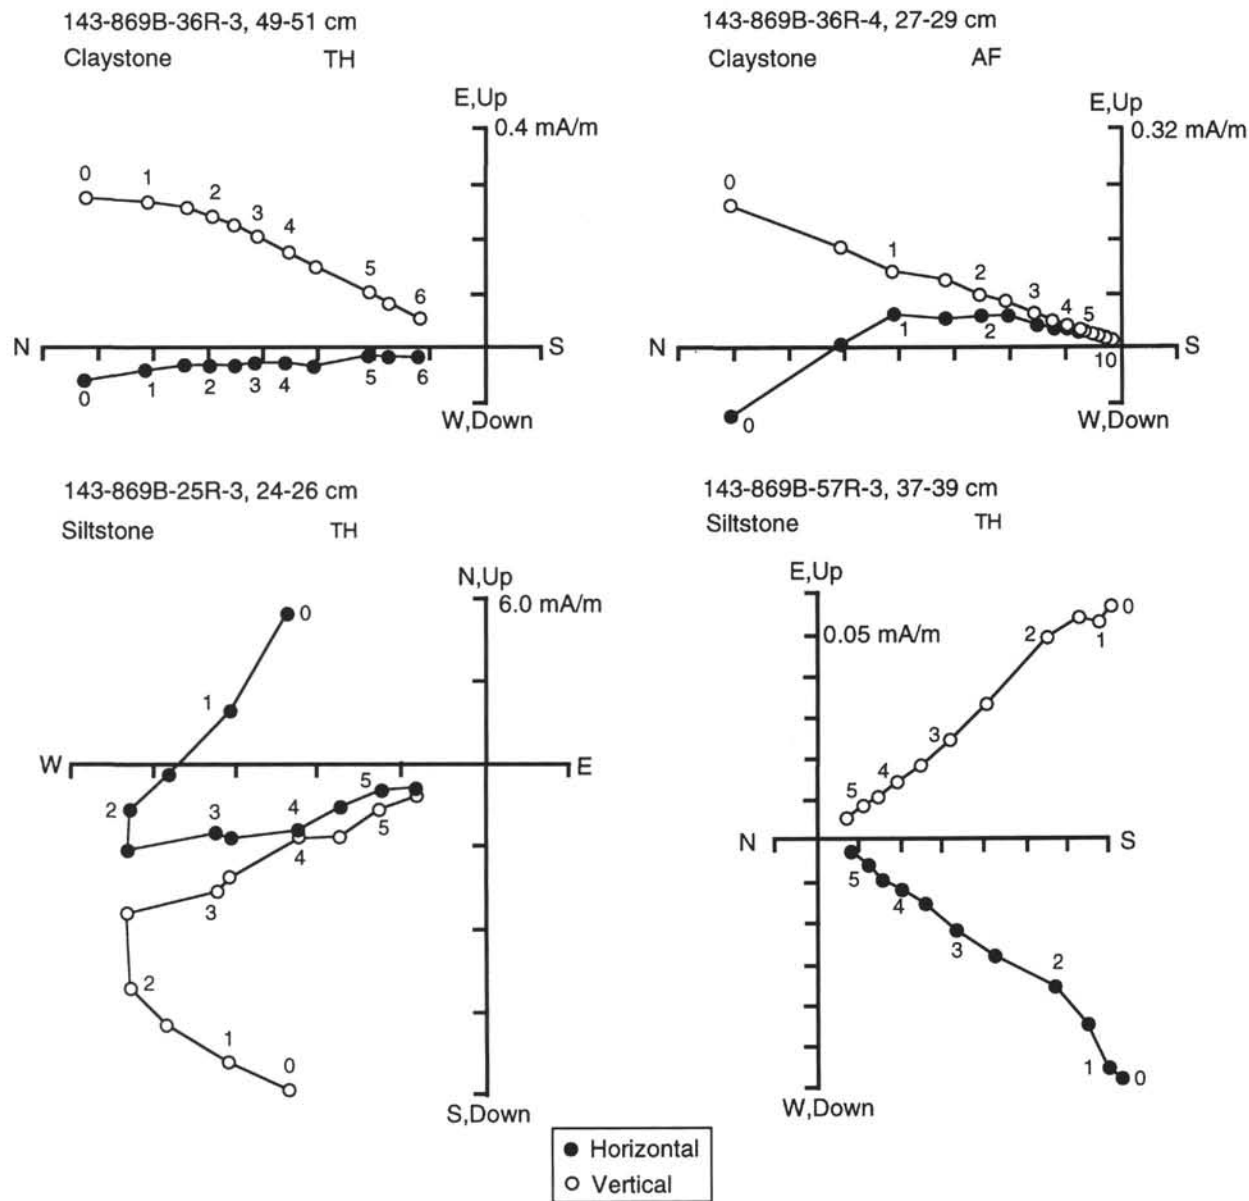 143-869B-36R-3, 49-51 cm
Claystone TH
E,Up
0.4 mA/m
0 1 2 3 4 5 6
N S
0 1 2 3 4 5 6
W,Down
143-869B-36R-4, 27-29 cm
Claystone AF
E,Up
0.32 mA/m
0 1 2 3 4 5
N S
0 1 2 10
W,Down
143-869B-25R-3, 24-26 cm
Siltstone TH
N,Up
6.0 mA/m
0
1
W E
2 3 4 5
5
4
3
2
1
0
S,Down
143-869B-57R-3, 37-39 cm
Siltstone TH
E,Up
0.05 mA/m
0
1
2
3
4
5
N S
5
4
3
2
1 0
W,Down
Horizontal
Vertical